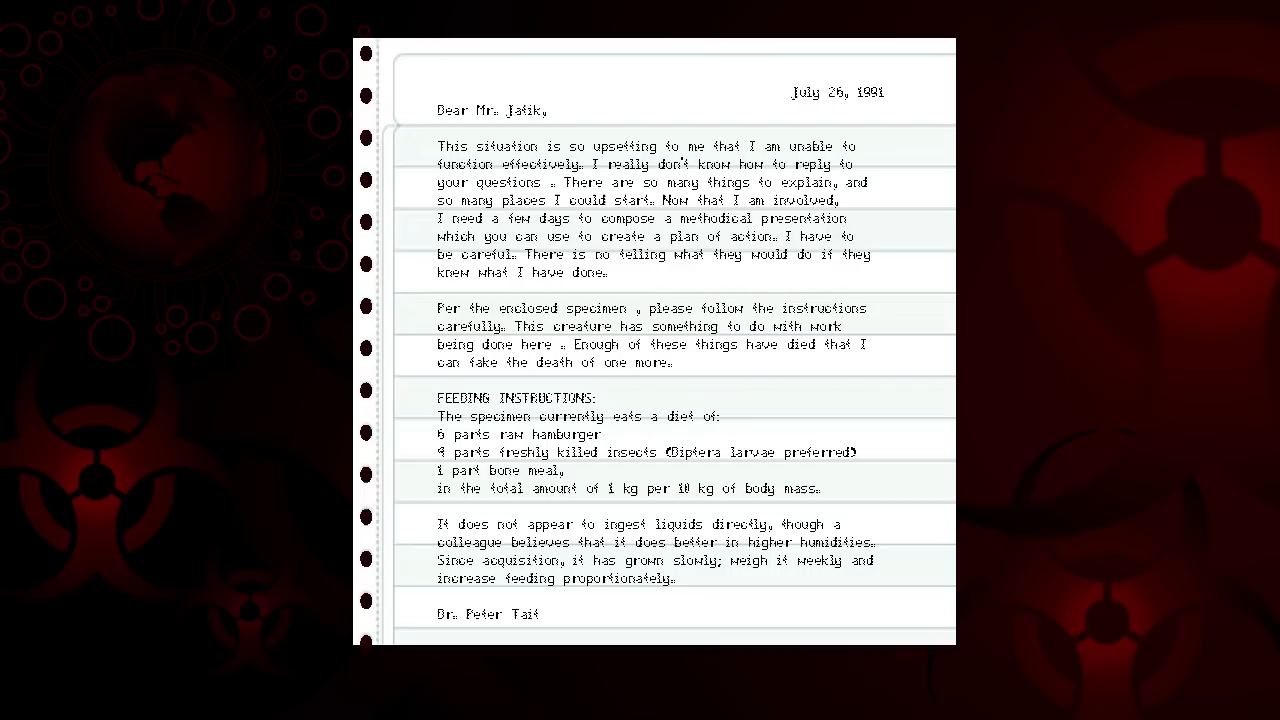 July 26, 1991
Dear Mr. Jatik,
This situation is so upsetting to me that I am unable to
function effectively. I really don't know how to reply to
your questions . There are so many things to explain, and
so many places I could start. Now that I am involved,
I need a few days to compose a methodical presentation
which you can use to create a plan of action. I have to
be careful. There is no telling what they would do if they
knew what I have done.
Per the enclosed specimen , please follow the instructions
carefully. This creature has something to do with work
being done here . Enough of these things have died that I
can fake the death of one more.
FEEDING INSTRUCTIONS:
The specimen currently eats a diet of:
6 parts raw hamburger
4 parts freshly killed insects (Diptera larvae preferred)
1 part bone meal,
in the total amount of 1 kg per 10 kg of body mass.
It does not appear to ingest liquids directly, though a
colleague believes that it does better in higher humidities.
Since acquisition, it has grown slowly; weigh it weekly and
increase feeding proportionately.
Dr. Peter Tait